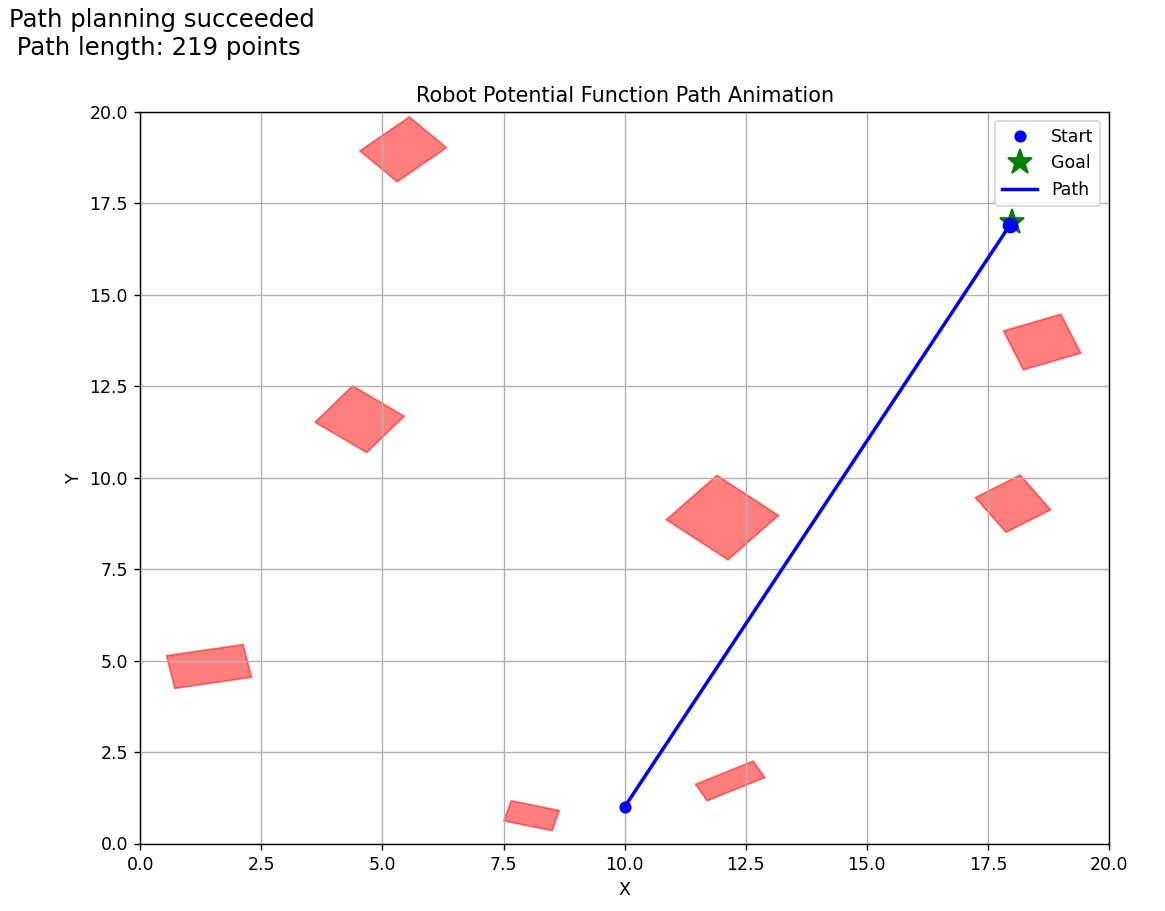 Path planning succeeded
Path length: 219 points
Robot Potential Function Path Animation
Start
Goal
Path
Y
20.0
17.5
15.0
12.5
10.0
7.5
5.0
2.5
0.0
0.0 2.5 5.0 7.5 10.0 12.5 15.0 17.5 20.0
X